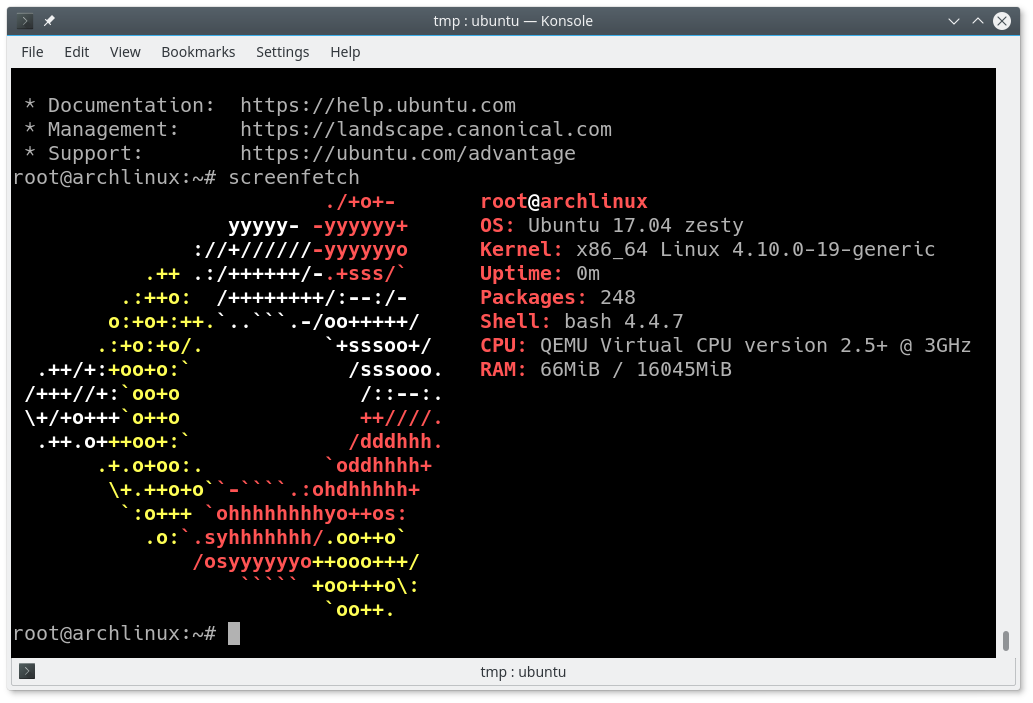 tmp : ubuntu — Konsole
File Edit View Bookmarks Settings Help
* Documentation:  https://help.ubuntu.com
* Management:     https://landscape.canonical.com
* Support:        https://ubuntu.com/advantage
root@archlinux:~# screenfetch
                          ./+o+-       root@archlinux
                  yyyyy- -yyyyyy+      OS: Ubuntu 17.04 zesty
               ://+//////-yyyyyyo      Kernel: x86_64 Linux 4.10.0-19-generic
           .++ .:/++++++/-.+sss/`      Uptime: 0m
         .:++o:  /++++++++/:--:/-      Packages: 248
        o:+o+:++.`..```.-/oo+++++/     Shell: bash 4.4.7
       .:+o:+o/.          `+sssoo+/    CPU: QEMU Virtual CPU version 2.5+ @ 3GHz
  .++/+:+oo+o:`             /sssooo.   RAM: 66MiB / 16045MiB
 /+++//+:`oo+o               /::--:.
 \+/+o+++`o++o               ++////.
  .++.o+++oo+:`             /dddhhh.
       .+.o+oo:.          `oddhhhh+
        \+.++o+o``-````.:ohdhhhhh+
         `:o+++ `ohhhhhhhhyo++os:
           .o:`.syhhhhhhh/.oo++o`
               /osyyyyyyo++ooo+++/
                   ````` +oo+++o\:
                          `oo++.
root@archlinux:~#
tmp : ubuntu